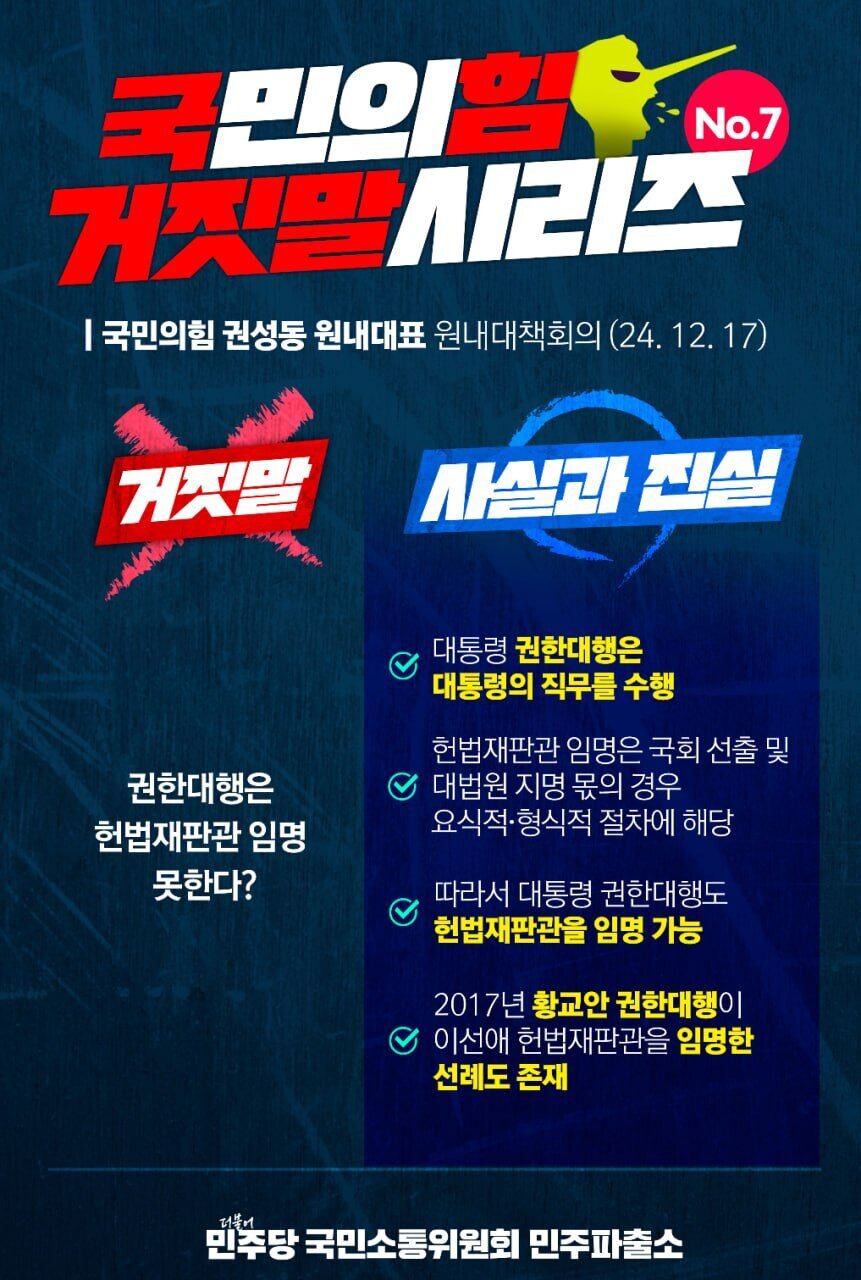 국민의힘
No.7
거짓말시리즈
| 국민의힘 권성동 원내대표 원내대책회의 (24. 12. 17)
거짓말
사실과 진실
권한대행은
헌법재판관 임명
못한다?
대통령 권한대행은
대통령의 직무를 수행
헌법재판관 임명은 국회 선출 및
대법원 지명 몫의 경우
요식적·형식적 절차에 해당
따라서 대통령 권한대행도
헌법재판관을 임명 가능
2017년 황교안 권한대행이
이선애 헌법재판관을 임명한
선례도 존재
더불어
민주당 국민소통위원회 민주파출소